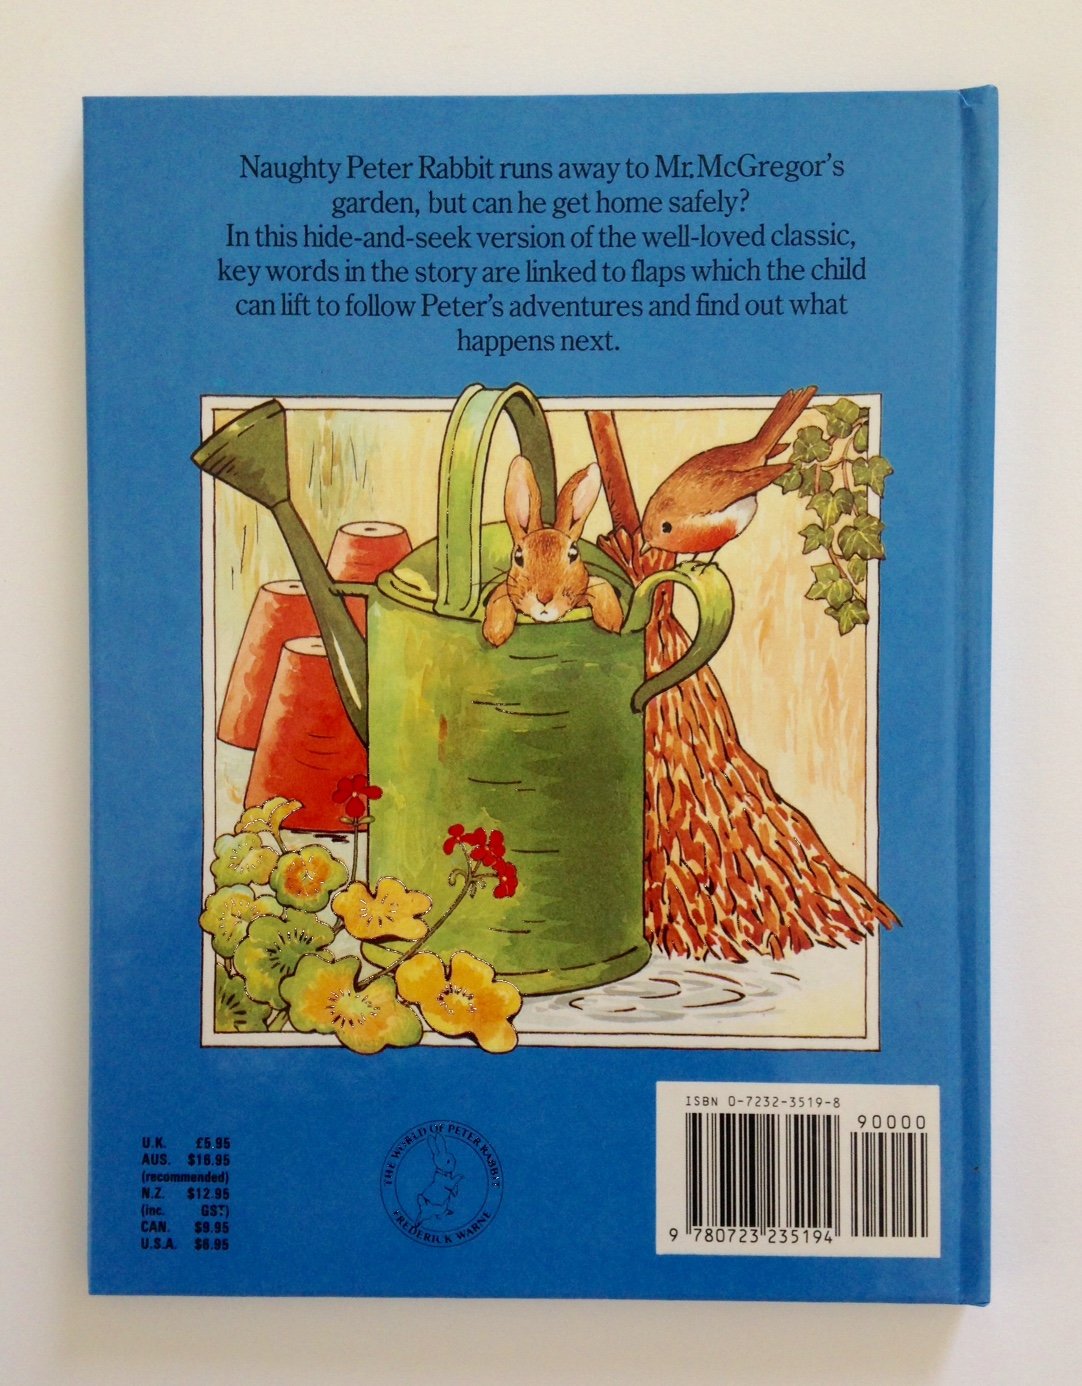 Naughty Peter Rabbit runs away to Mr. McGregor's
garden, but can he get home safely?
In this hide-and-seek version of the well-loved classic,
key words in the story are linked to flaps which the child
can lift to follow Peter's adventures and find out what
happens next.
ISBN 0-7232-3519-8
90000
9 780723 235194
U.K. £5.95
AUS. $16.95
(recommended)
N.Z. $12.95
(inc. GST)
CAN. $9.95
U.S.A. $6.95
THE WORLD OF PETER RABBIT
FREDERICK WARNE